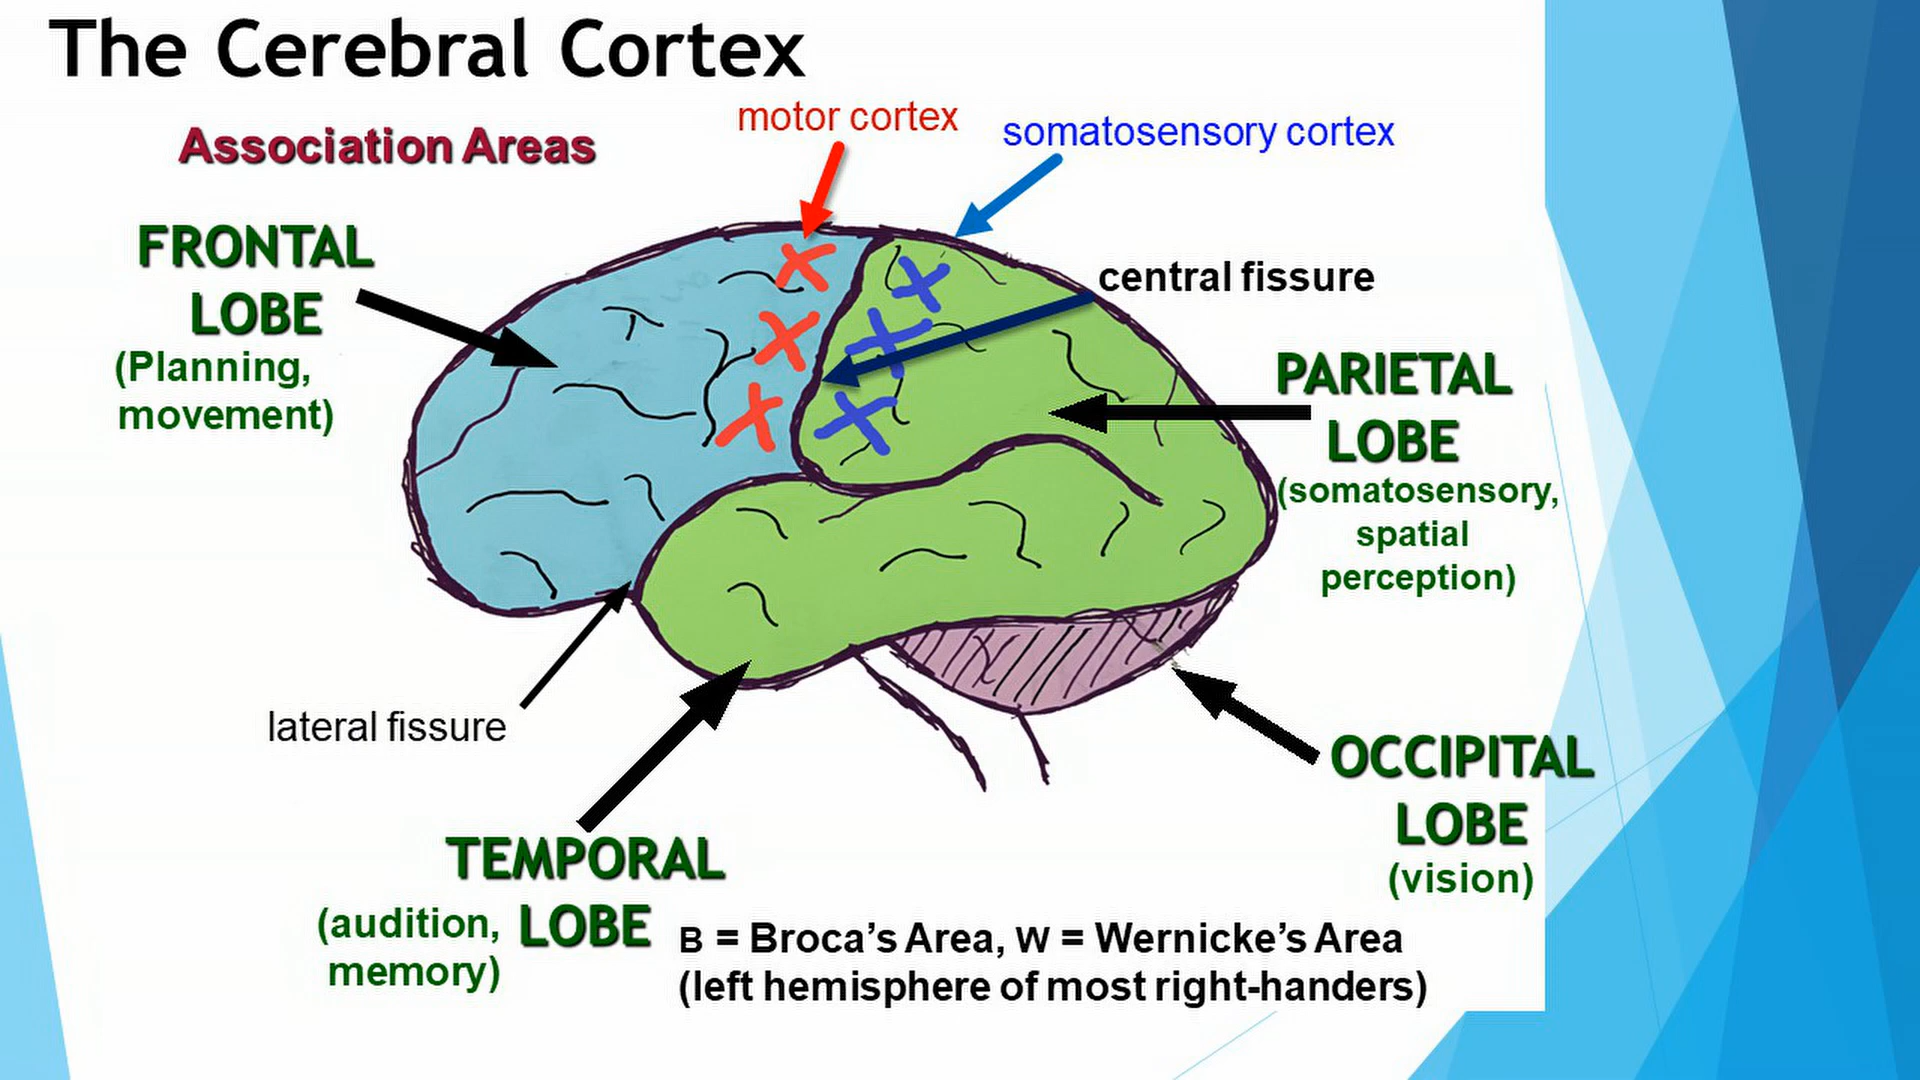 The Cerebral Cortex
Association Areas
motor cortex
somatosensory cortex
FRONTAL
LOBE
(Planning,
movement)
central fissure
PARIETAL
LOBE
(somatosensory,
spatial
perception)
lateral fissure
OCCIPITAL
LOBE
(vision)
TEMPORAL
LOBE
(audition,
memory)
B = Broca's Area, W = Wernicke's Area
(left hemisphere of most right-handers)